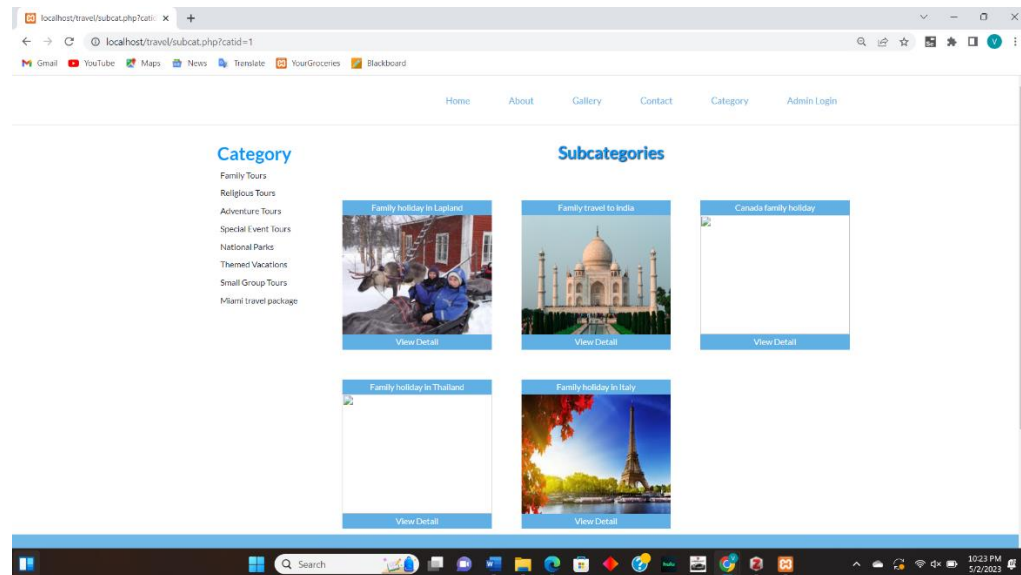 localhost/travel/subcat.php?catid
localhost/travel/subcat.php?catid=1
Gmail YouTube Maps News Translate YourGroceries Blackboard
Home About Gallery Contact Category Admin Login
Category
Family Tours
Religious Tours
Adventure Tours
Special Event Tours
National Parks
Themed Vacations
Small Group Tours
Miami travel package
Subcategories
Family holiday in Lapland
View Detail
Family travel to india
View Detail
Canada family holiday
View Detail
Family holiday in Thailand
View Detail
Family holiday in Italy
View Detail
Search
10:23 PM
5/2/2023